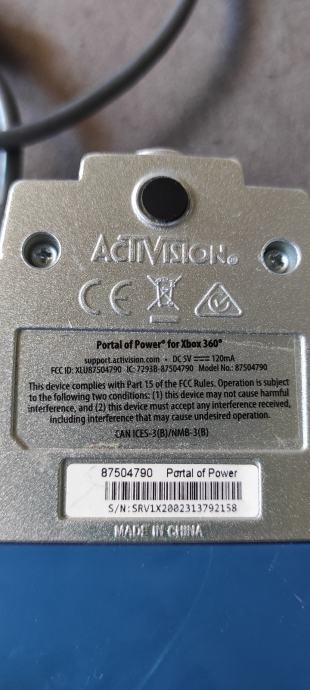 ACTIVISION®
CE
Portal of Power® for Xbox 360®
support.activision.com • DC 5V ⎓ 120mA
FCC ID: XLU87504790 IC: 7293B-87504790 Model No: 87504790
This device complies with Part 15 of the FCC Rules. Operation is subject
to the following two conditions: (1) this device may not cause harmful
interference, and (2) this device must accept any interference received,
including interference that may cause undesired operation.
CAN ICES-3(B)/NMB-3(B)
87504790 Portal of Power
S/N:SRV1X2002313792158
MADE IN CHINA